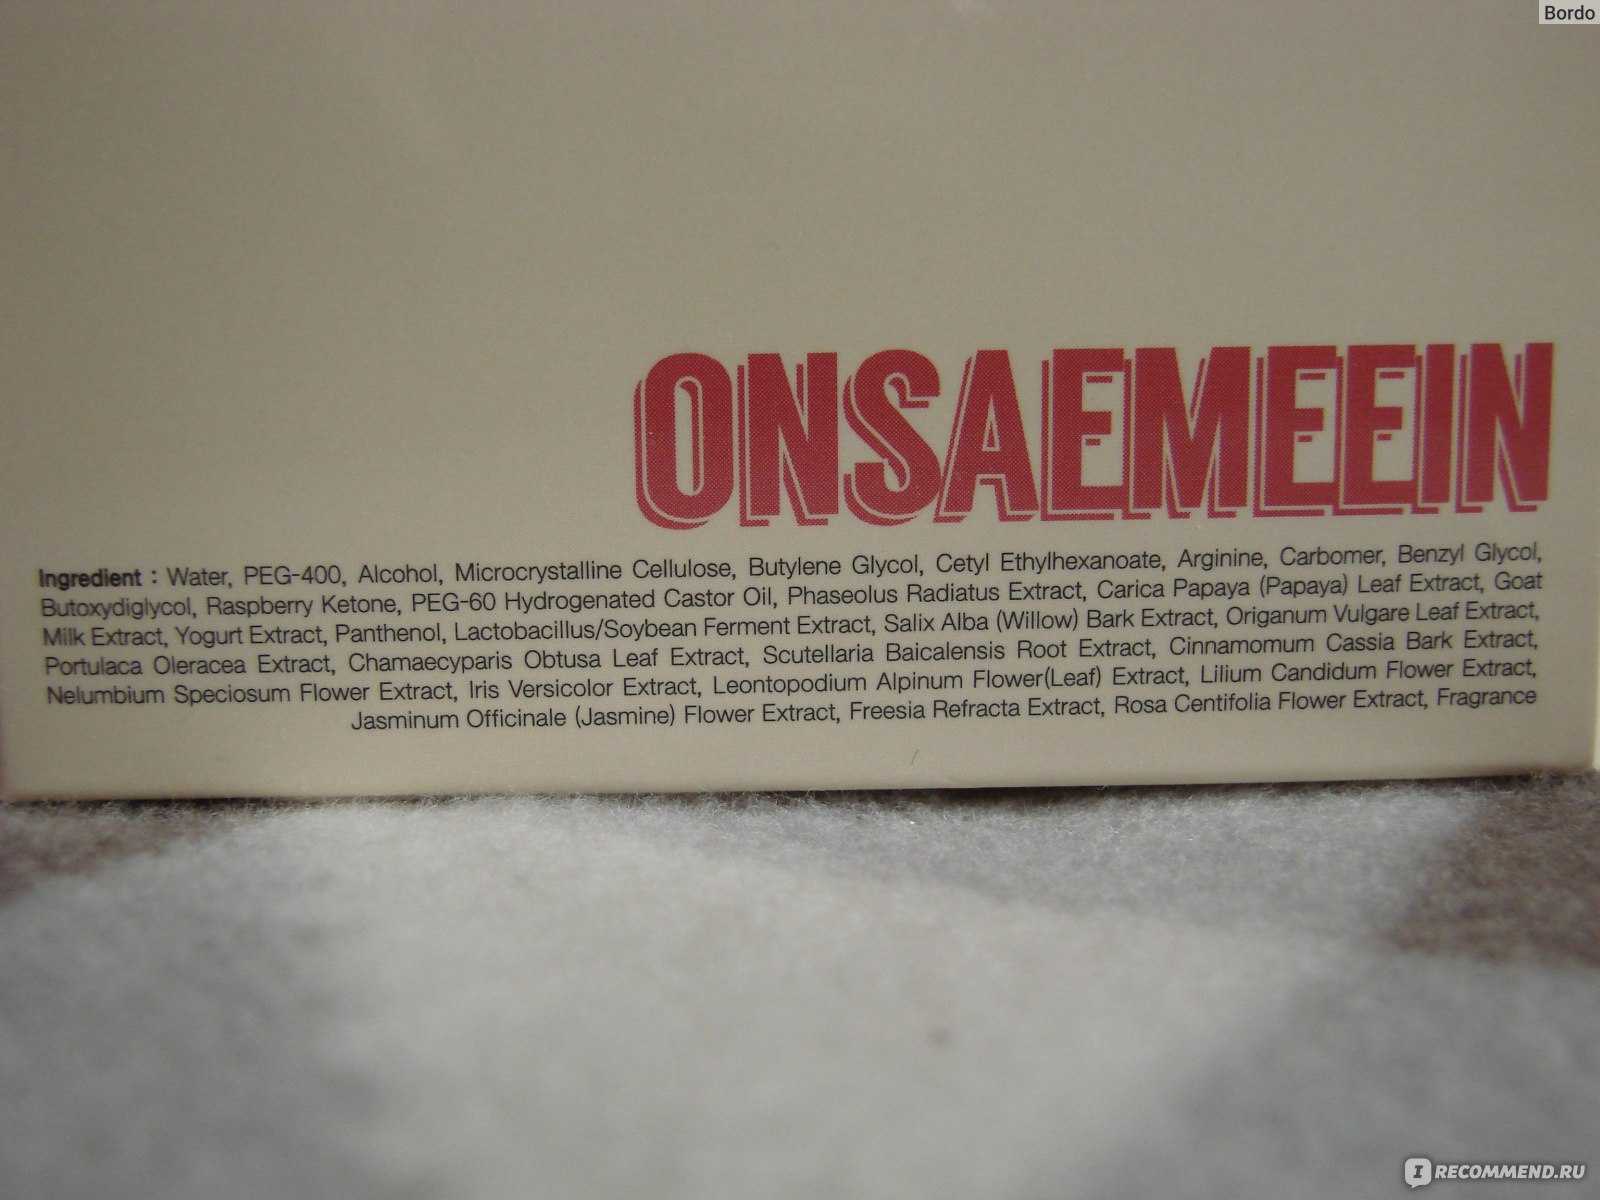 Bordo
ONSAEMEEIN
Ingredient : Water, PEG-400, Alcohol, Microcrystalline Cellulose, Butylene Glycol, Cetyl Ethylhexanoate, Arginine, Carbomer, Benzyl Glycol,
Butoxydiglycol, Raspberry Ketone, PEG-60 Hydrogenated Castor Oil, Phaseolus Radiatus Extract, Carica Papaya (Papaya) Leaf Extract, Goat
Milk Extract, Yogurt Extract, Panthenol, Lactobacillus/Soybean Ferment Extract, Salix Alba (Willow) Bark Extract, Origanum Vulgare Leaf Extract,
Portulaca Oleracea Extract, Chamaecyparis Obtusa Leaf Extract, Scutellaria Baicalensis Root Extract, Cinnamomum Cassia Bark Extract,
Nelumbium Speciosum Flower Extract, Iris Versicolor Extract, Leontopodium Alpinum Flower(Leaf) Extract, Lilium Candidum Flower Extract,
Jasminum Officinale (Jasmine) Flower Extract, Freesia Refracta Extract, Rosa Centifolia Flower Extract, Fragrance
IRECOMMEND.RU